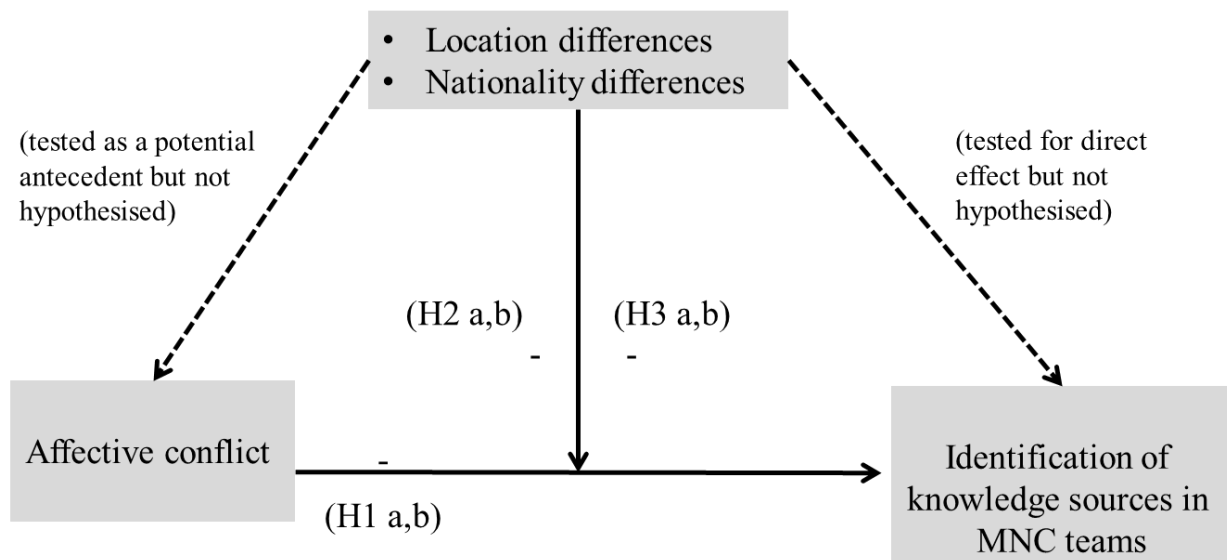 • Location differences
• Nationality differences
(tested as a potential
antecedent but not
hypothesised)
(tested for direct
effect but not
hypothesised)
(H2 a,b)
(H3 a,b)
-
-
Affective conflict
-
(H1 a,b)
Identification of
knowledge sources in
MNC teams